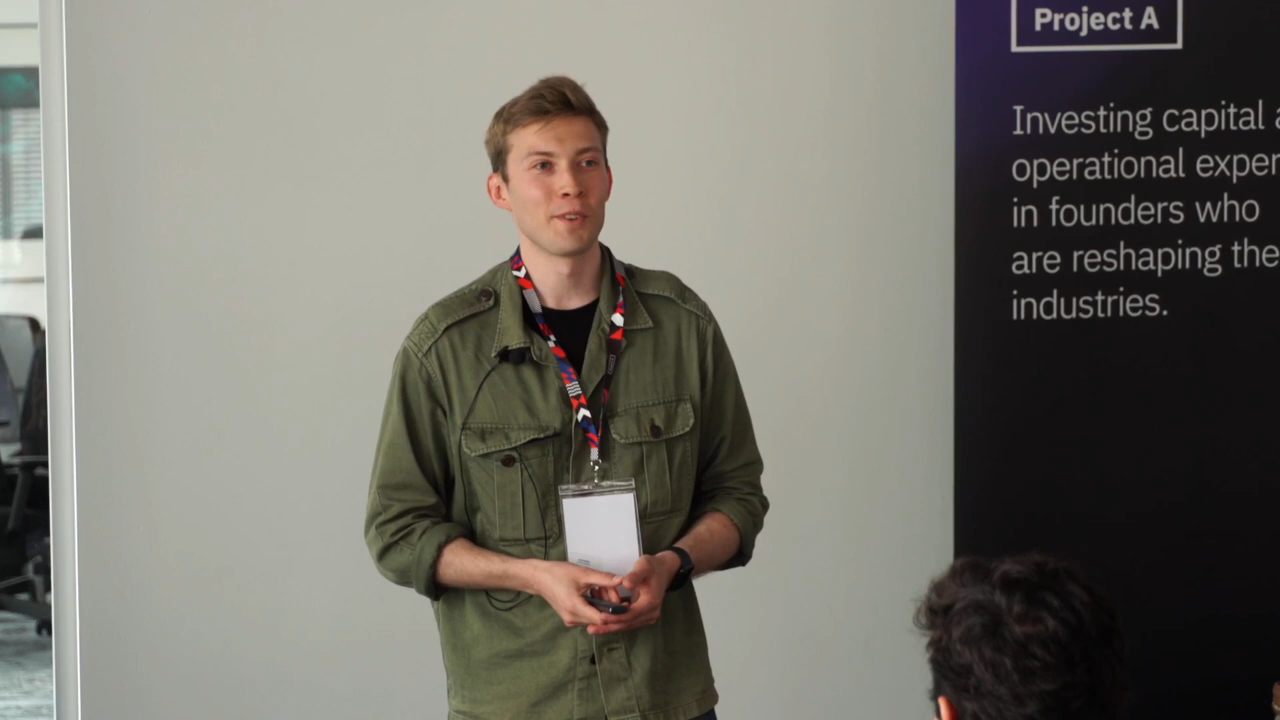 Project A
Investing capital
operational
in founders who
are reshaping the
industries.